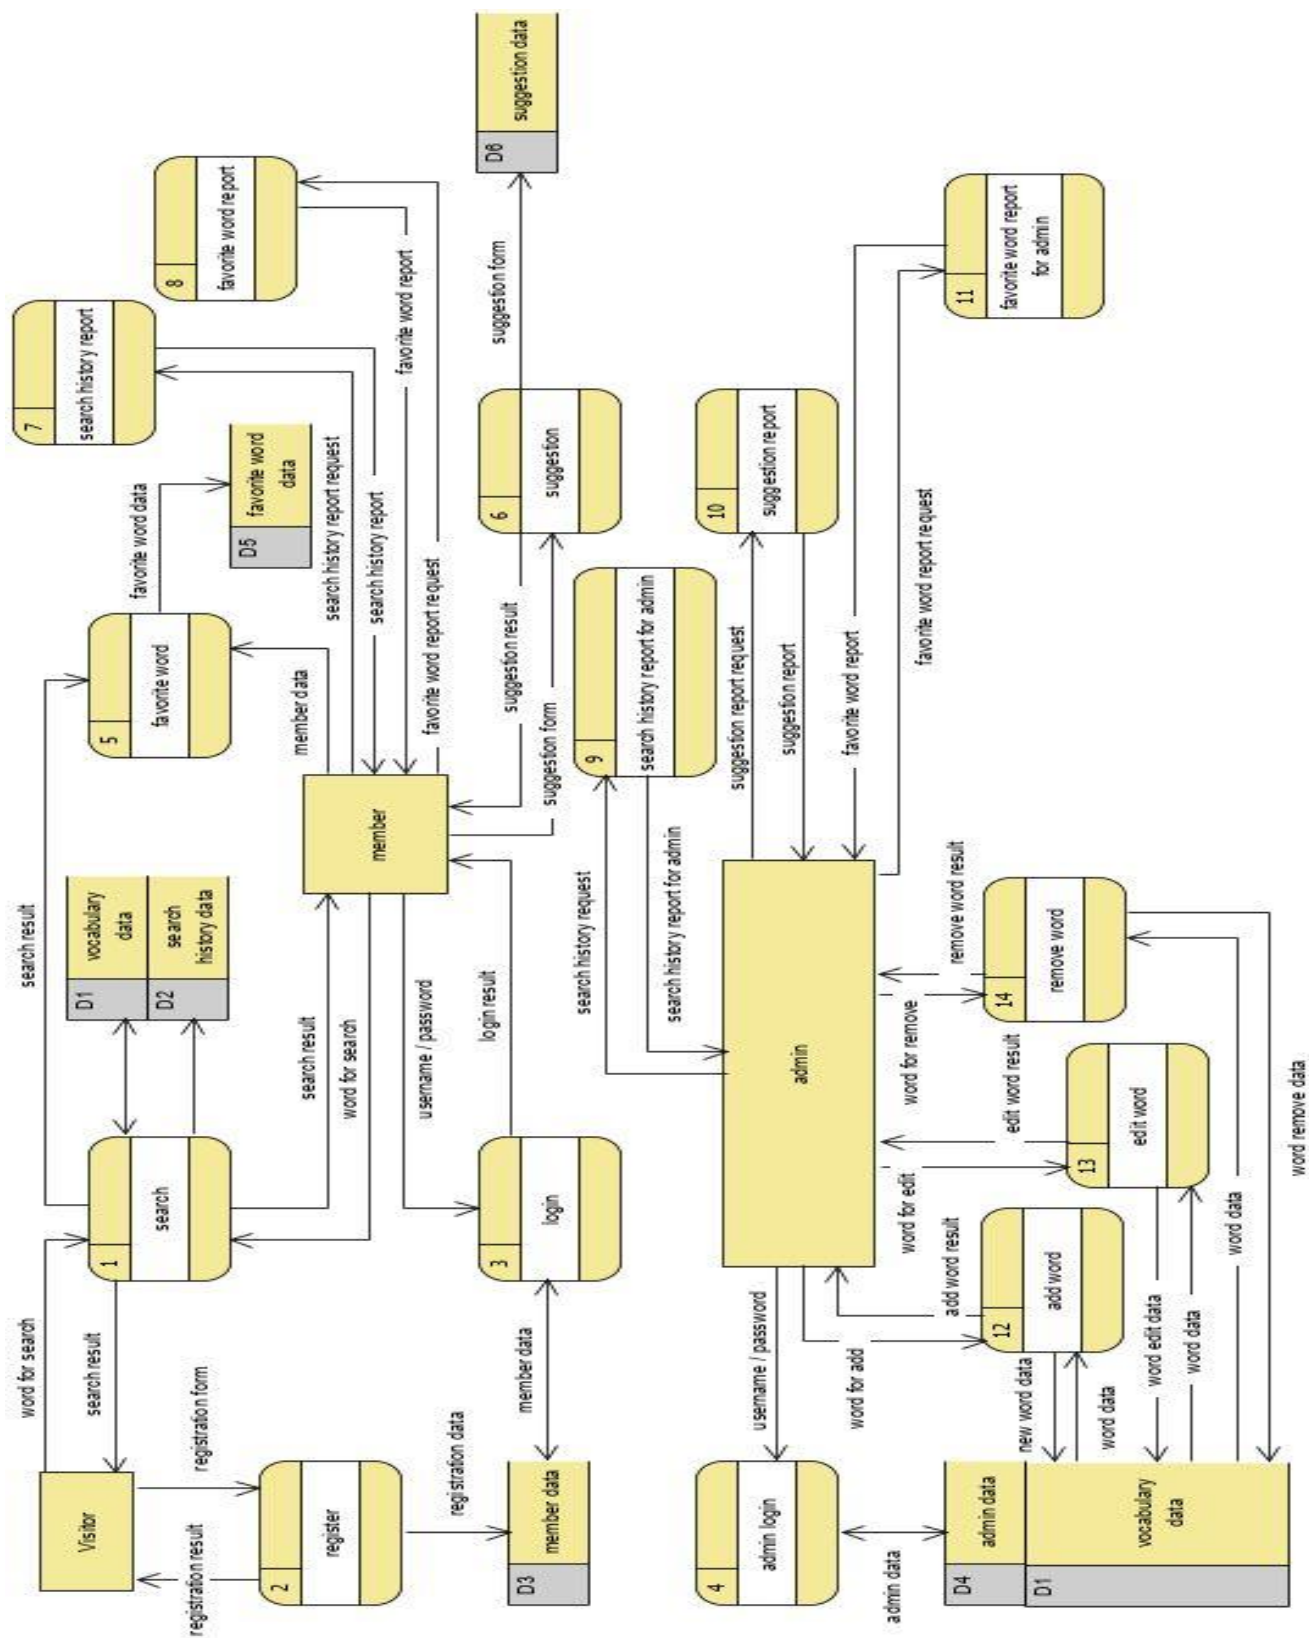 word for search
search result
Visitor
registration form
registration result
2
register
registration data
D3
member data
member data
1
search
search result
D1
vocabulary
data
D2
search
history data
search result
word for search
username / password
login result
3
login
member
member data
5
favorite word
favorite word data
D5
favorite word
data
7
search history report
search history report request
search history report
8
favorite word report
favorite word report
favorite word report request
suggestion result
suggestion form
6
suggestion
suggestion form
D6
suggestion data
9
search history report for admin
search history request
search history report for admin
10
suggestion report
suggestion report request
suggestion report
favorite word report
favorite word report request
11
favorite word report
for admin
admin
username / password
4
admin login
admin data
D4
admin data
D1
vocabulary
data
word for add
add word result
12
add word
new word data
word data
word for edit
edit word result
13
edit word
word edit data
word data
word for remove
remove word result
14
remove word
word data
word remove data